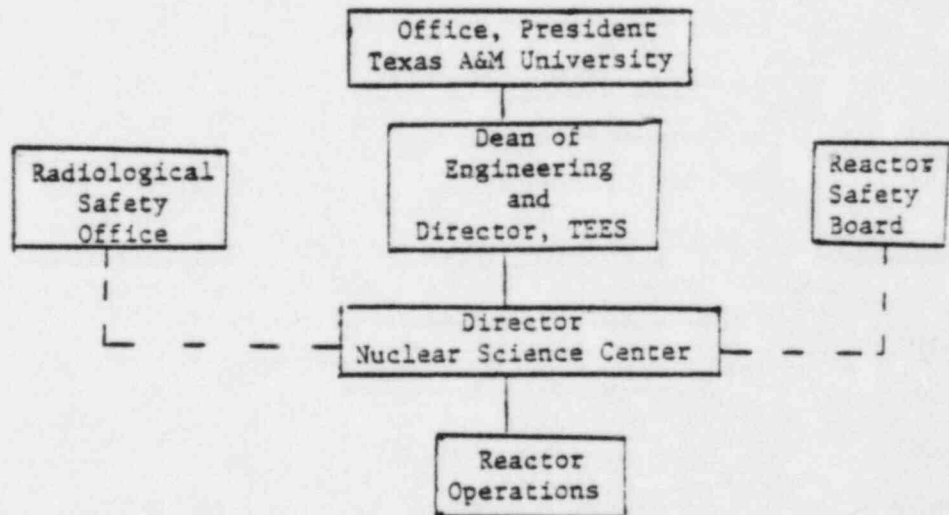 Office, President
Texas A&M University
Dean of
Engineering
and
Director, TEES
Radiological
Safety
Office
Reactor
Safety
Board
Director
Nuclear Science Center
Reactor
Operations